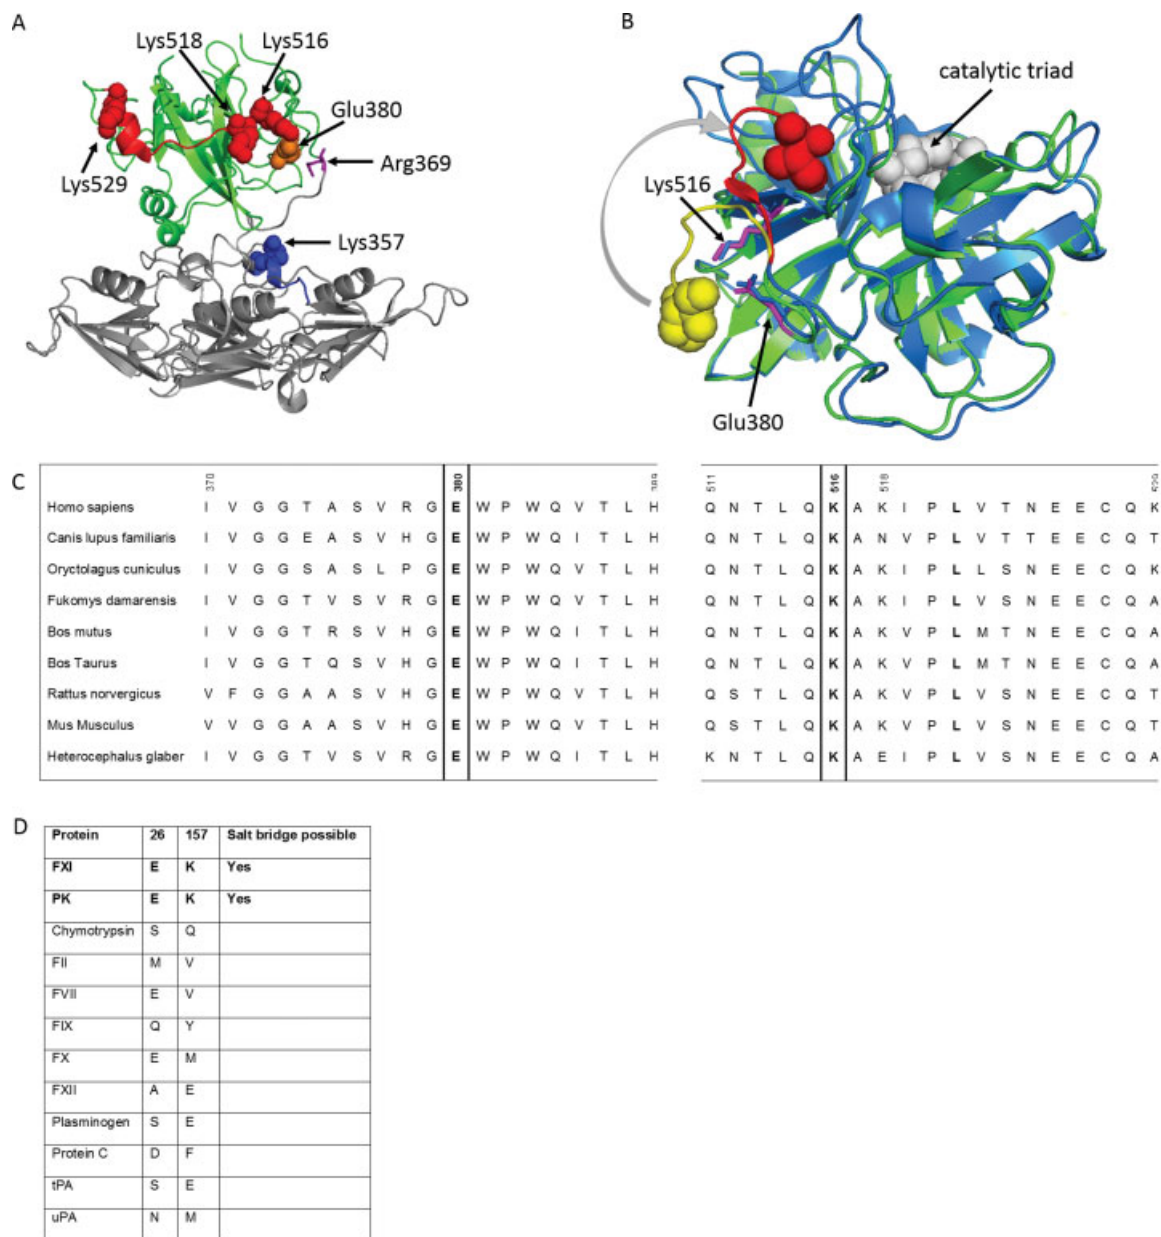 A
B
Lys518
Lys516
Glu380
Arg369
Lys529
Lys357
catalytic triad
Lys516
Glu380
C
370 380 389 511 516 518 529
Homo sapiens I V G G T A S V R G E W P W Q V T L H Q N T L Q K A K I P L V T N E E C Q K
Canis lupus familiaris I V G G E A S V H G E W P W Q I T L H Q N T L Q K A N V P L V T T E E C Q T
Oryctolagus cuniculus I V G G S A S L P G E W P W Q V T L H Q N T L Q K A K I P L L S N E E C Q K
Fukomys damarensis I V G G T V S V R G E W P W Q V T L H Q N T L Q K A K I P L V S N E E C Q A
Bos mutus I V G G T R S V H G E W P W Q I T L H Q N T L Q K A K V P L M T N E E C Q A
Bos Taurus I V G G T Q S V H G E W P W Q I T L H Q N T L Q K A K V P L M T N E E C Q A
Rattus norvergicus V F G G A A S V H G E W P W Q V T L H Q S T L Q K A K V P L V S N E E C Q T
Mus Musculus V V G G A A S V H G E W P W Q V T L H Q S T L Q K A K V P L V S N E E C Q T
Heterocephalus glaber I V G G T V S V R G E W P W Q I T L H K N T L Q K A E I P L V S N E E C Q A
D
Protein 26 157 Salt bridge possible
FXI E K Yes
PK E K Yes
Chymotrypsin S Q
FII M V
FVII E V
FIX Q Y
FX E M
FXII A E
Plasminogen S E
Protein C D F
tPA S E
uPA N M